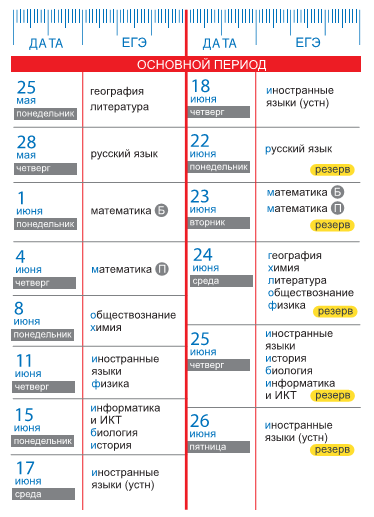 ДАТА ЕГЭ
ДАТА ЕГЭ
ОСНОВНОЙ ПЕРИОД
25
мая
понедельник
география
литература
28
мая
четверг
русский язык
1
июня
понедельник
математика Б
4
июня
четверг
математика П
8
июня
понедельник
обществознание
химия
11
июня
четверг
иностранные
языки
физика
15
июня
понедельник
информатика
и ИКТ
биология
история
17
июня
среда
иностранные
языки (устн)
18
июня
четверг
иностранные
языки (устн)
22
июня
понедельник
русский язык
резерв
23
июня
вторник
математика Б
математика П
резерв
24
июня
среда
география
химия
литература
обществознание
физика
резерв
25
июня
четверг
иностранные
языки
история
биология
информатика
и ИКТ
резерв
26
июня
пятница
иностранные
языки (устн)
резерв